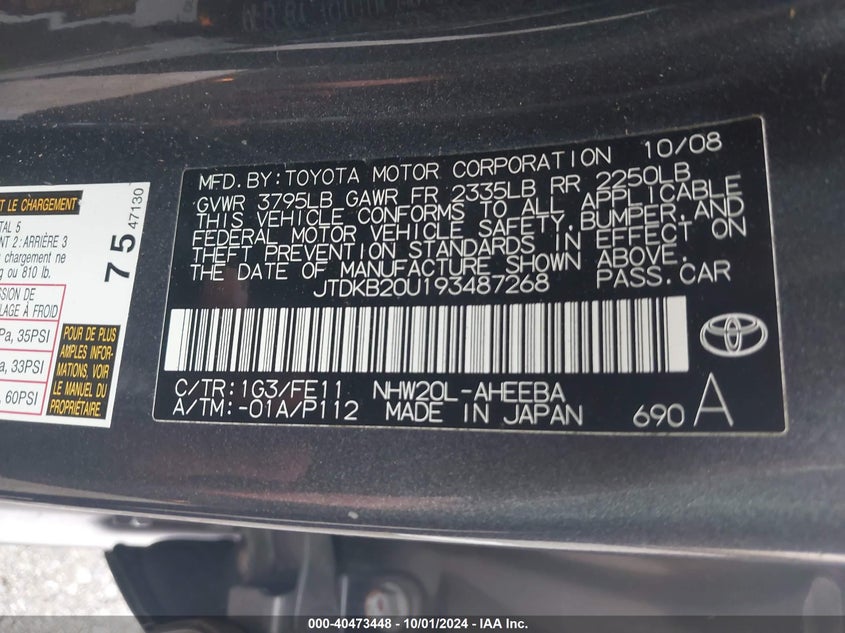 MFD. BY: TOYOTA MOTOR CORPORATION 10/08
GVWR 3795LB GAWR FR 2335LB RR 2250LB
THIS VEHICLE CONFORMS TO ALL APPLICABLE
FEDERAL MOTOR VEHICLE SAFETY, BUMPER, AND
THEFT PREVENTION STANDARDS IN EFFECT ON
THE DATE OF MANUFACTURE SHOWN ABOVE.
JTDKB20U193487268 PASS. CAR
C/TR: 1G3/FE11 NHW20L-AHEEBA
A/TM: -01A/P112 MADE IN JAPAN 690 A
T LE CHARGEMENT
TAL 5
NT 2: ARRIÈRE 3
chargement ne
g ou 810 lb.
75
47130
SSION DE
LAGE À FROID
Pa, 35PSI
a, 33PSI
, 60PSI
POUR DE PLUS
AMPLES INFOR-
MATIONS, VOIR
LE MANUEL DU
PROPRIÉTAIRE.
000-40473448 - 10/01/2024 - IAA Inc.